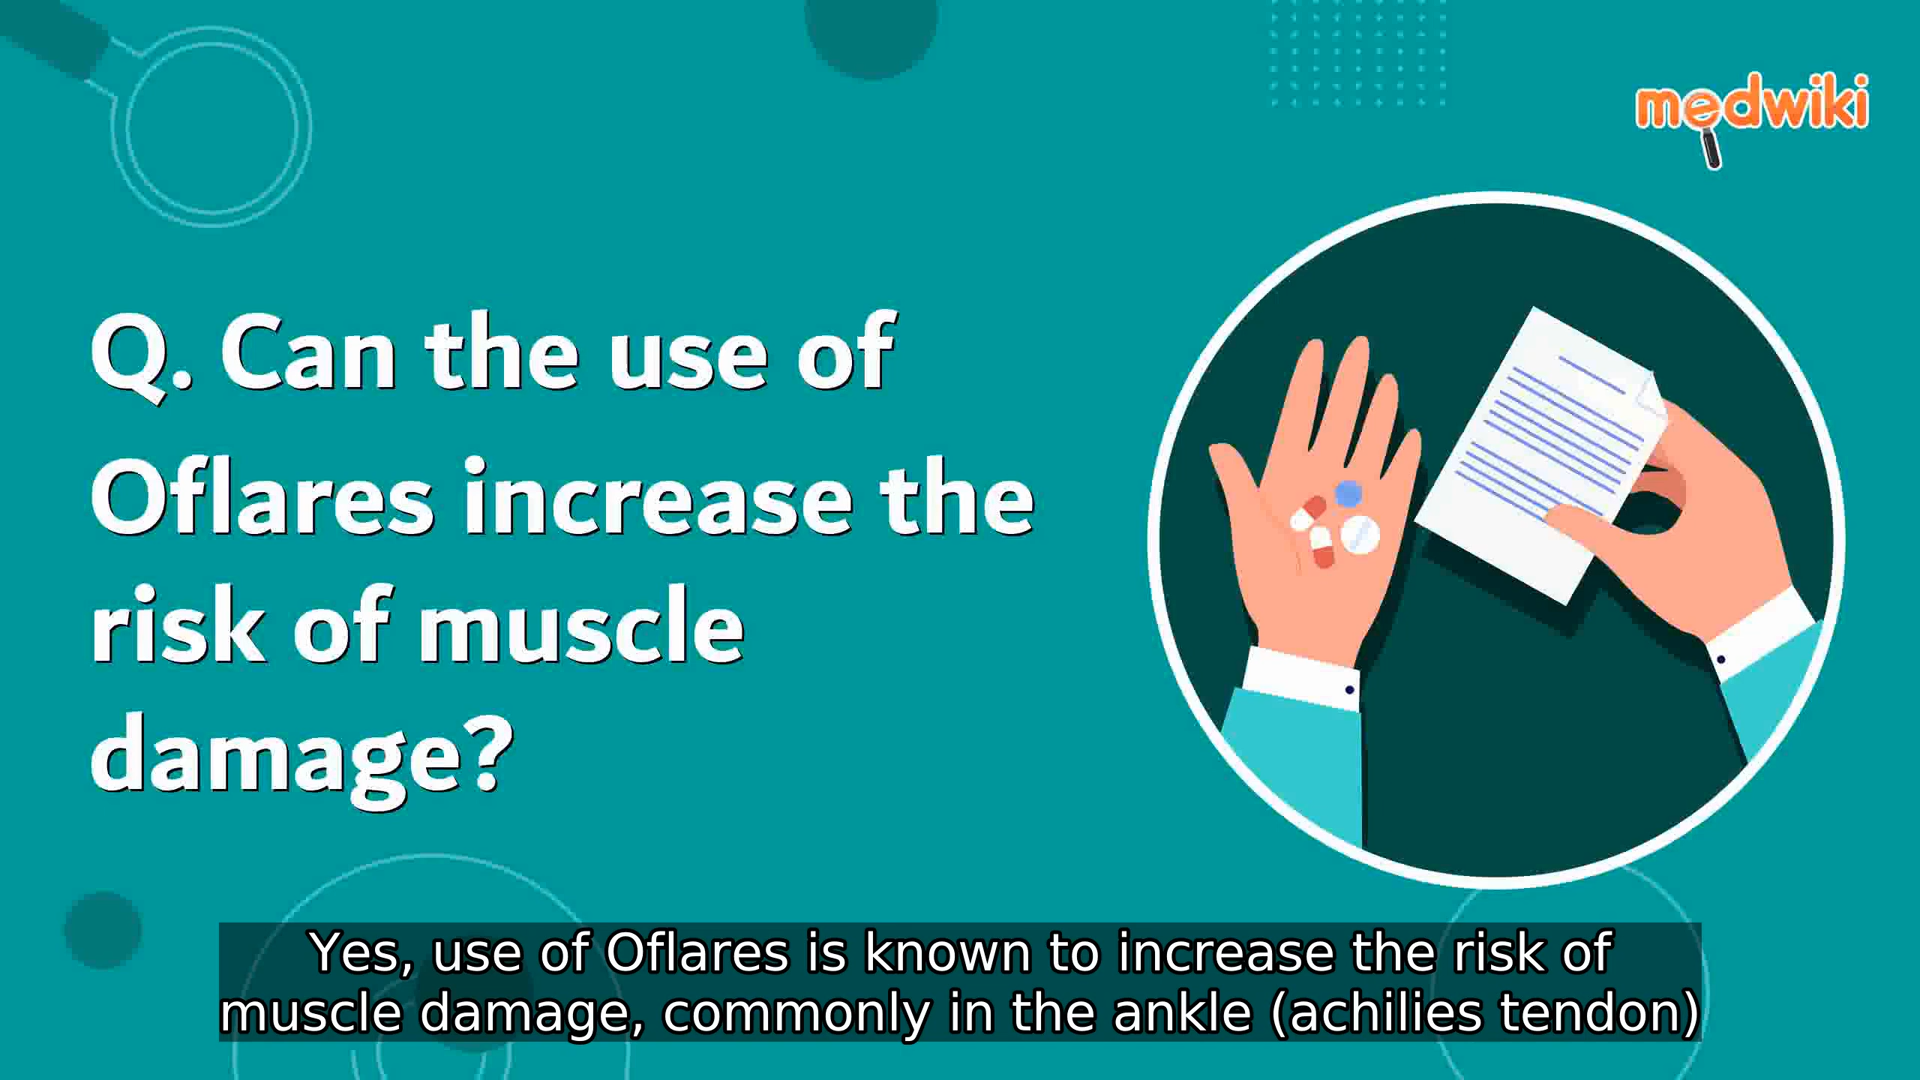 medwiki
Q. Can the use of
Oflares increase the
risk of muscle
damage?
Yes, use of Oflares is known to increase the risk of
muscle damage, commonly in the ankle (achilies tendon)